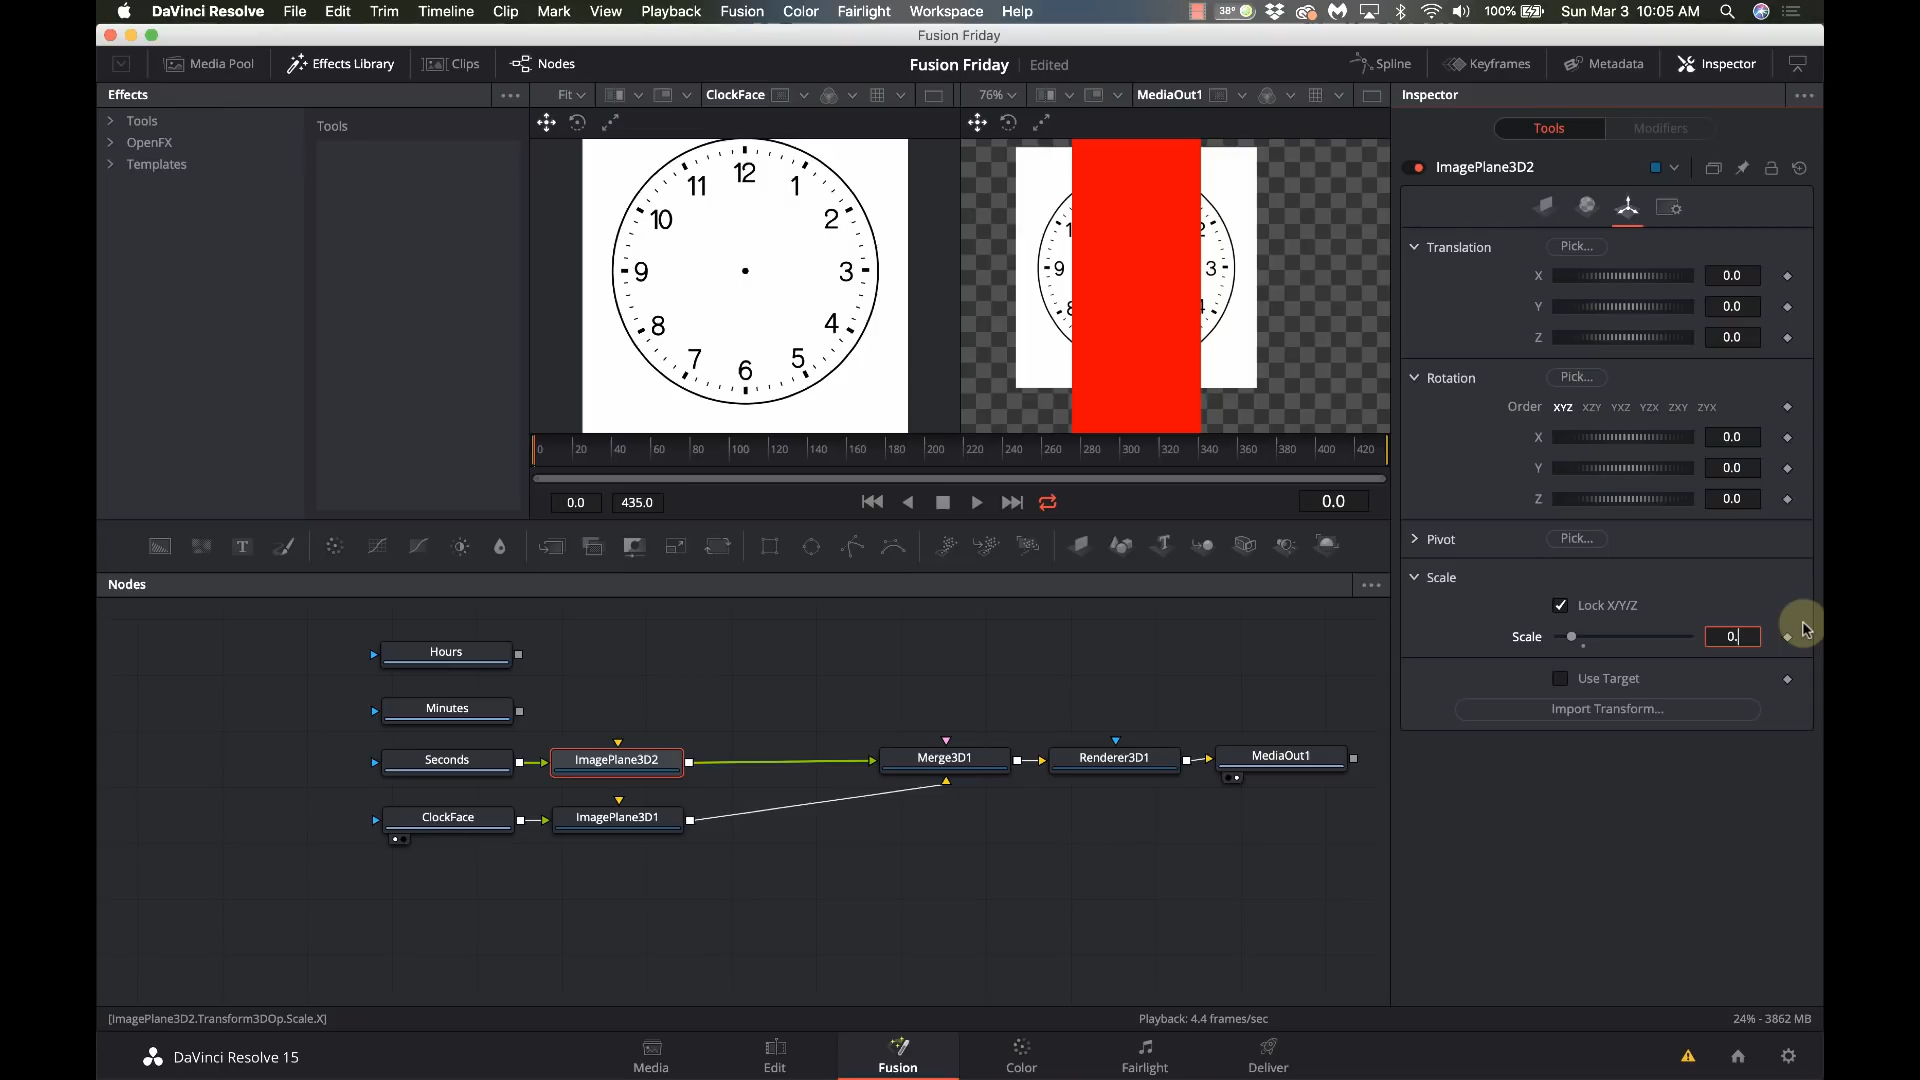 DaVinci Resolve File Edit Trim Timeline Clip Mark View Playback Fusion Color Fairlight Workspace Help 38° 100% Sun Mar 3 10:05 AM
Fusion Friday
Media Pool Effects Library Clips Nodes Fusion Friday Edited Spline Keyframes Metadata Inspector
Effects Fit ClockFace 76% MediaOut1 Inspector
Tools
OpenFX
Templates
Tools
12
11 1
10 2
9 3
8 4
7 5
6
9 3
Tools Modifiers
ImagePlane3D2
Translation Pick...
X 0.0
Y 0.0
Z 0.0
Rotation Pick...
Order XYZ XZY YXZ YZX ZXY ZYX
X 0.0
Y 0.0
Z 0.0
Pivot Pick...
Scale
Lock X/Y/Z
Scale 0.
Use Target
Import Transform...
0 20 40 60 80 100 120 140 160 180 200 220 240 260 280 300 320 340 360 380 400 420
0.0 435.0 0.0
T T
Nodes
Hours
Minutes
Seconds ImagePlane3D2 Merge3D1 Renderer3D1 MediaOut1
ClockFace ImagePlane3D1
[ImagePlane3D2.Transform3DOp.Scale.X] Playback: 4.4 frames/sec 24% - 3862 MB
DaVinci Resolve 15 Media Edit Fusion Color Fairlight Deliver